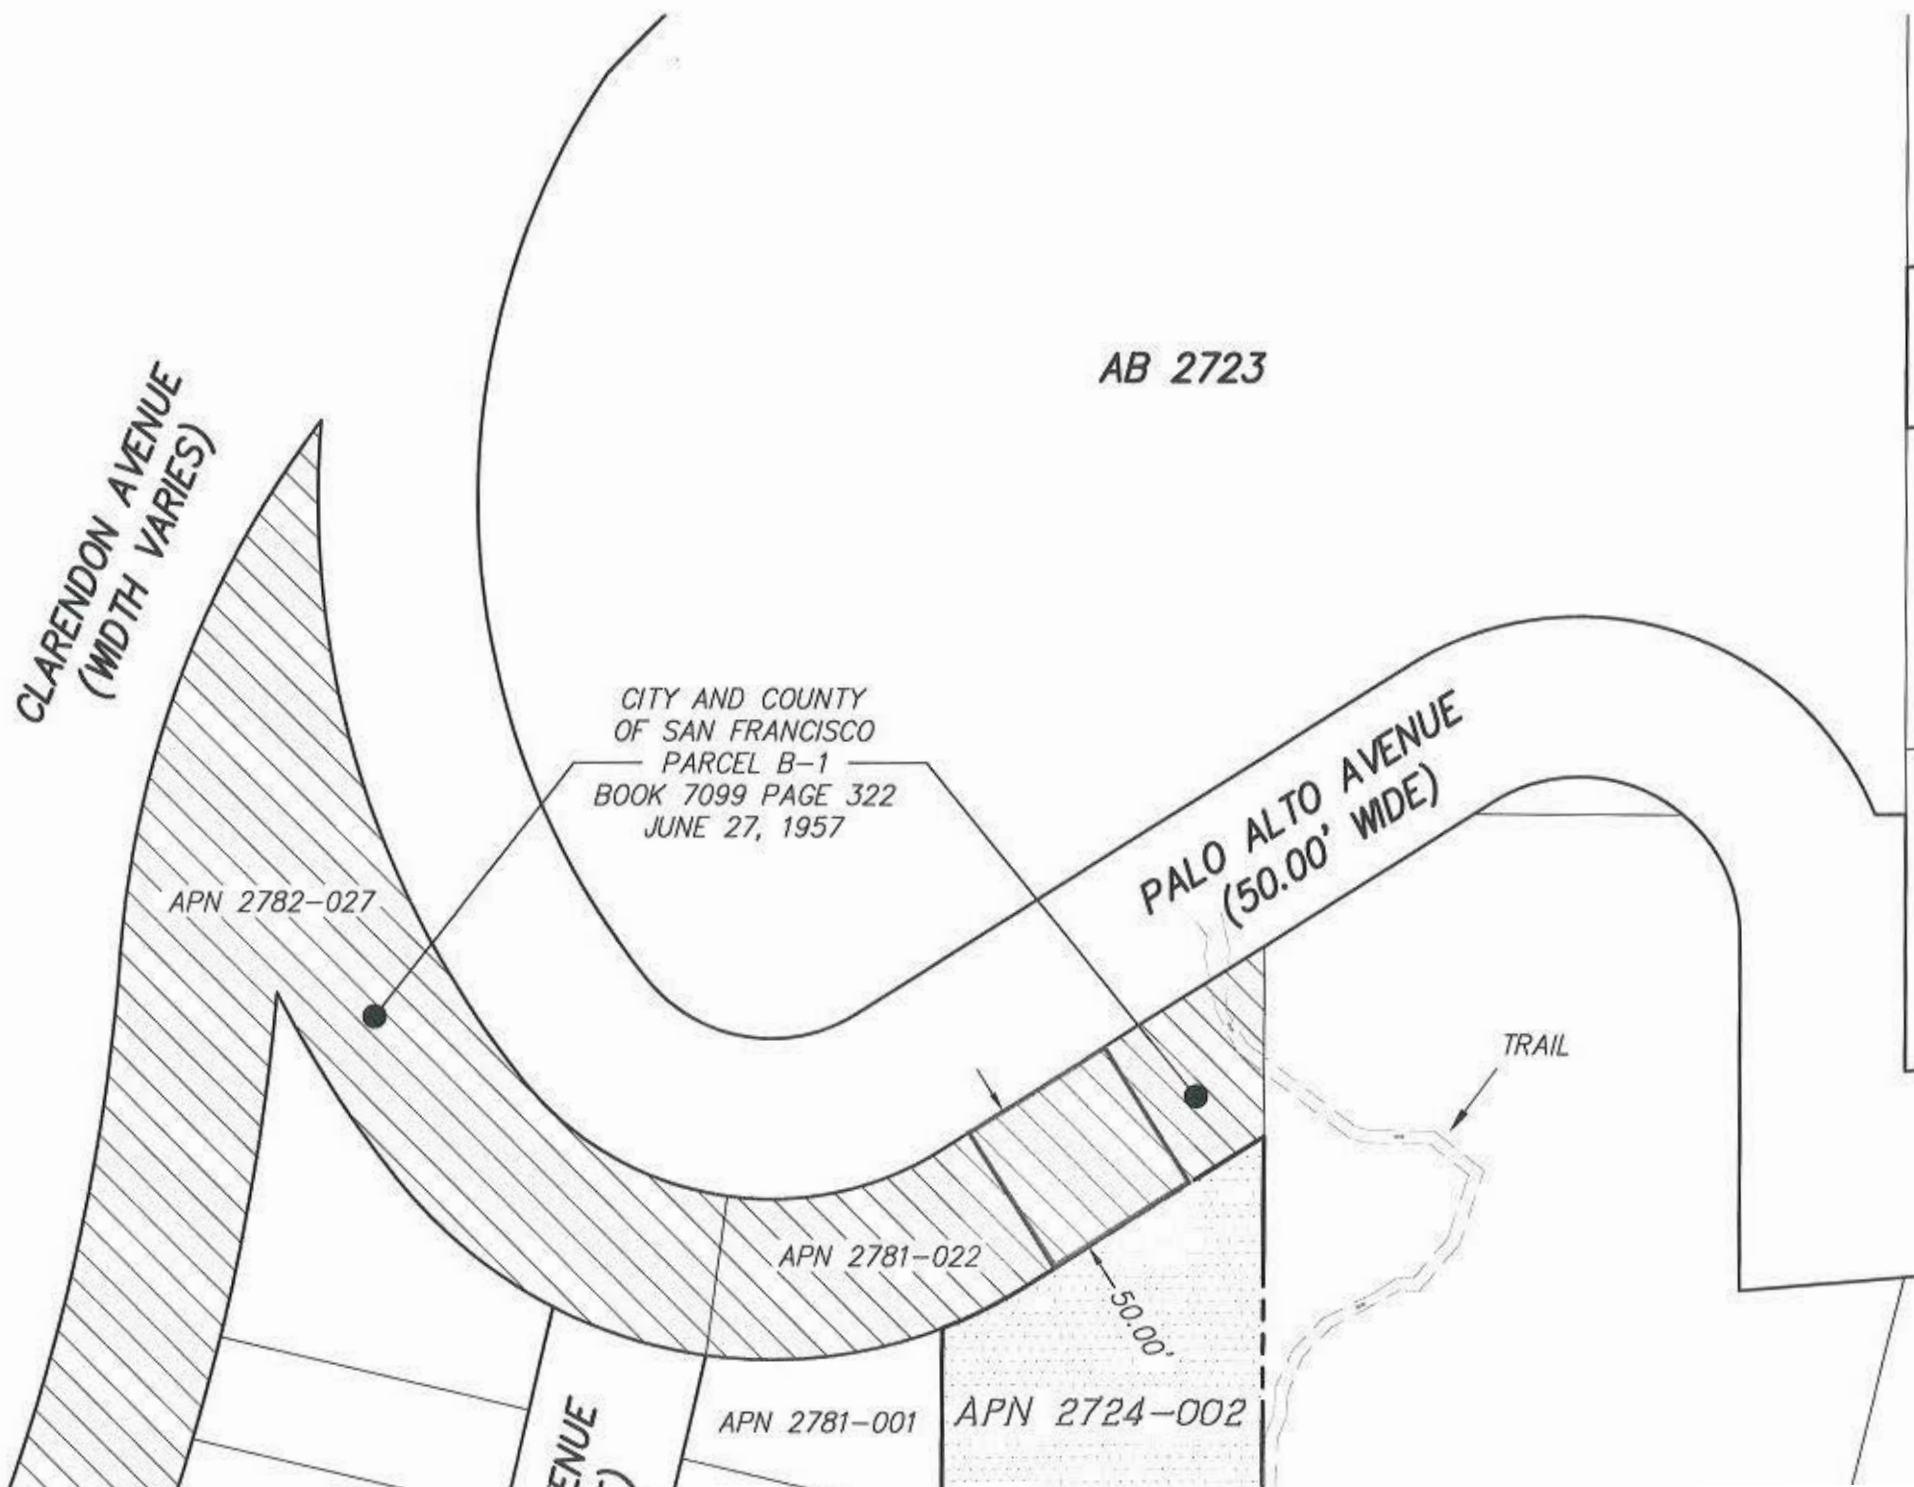 AB 2723
CLARENDON AVENUE
(WIDTH VARIES)
CITY AND COUNTY
OF SAN FRANCISCO
PARCEL B-1
BOOK 7099 PAGE 322
JUNE 27, 1957
PALO ALTO AVENUE
(50.00' WIDE)
APN 2782-027
TRAIL
APN 2781-022
50.00'
APN 2781-001
APN 2724-002